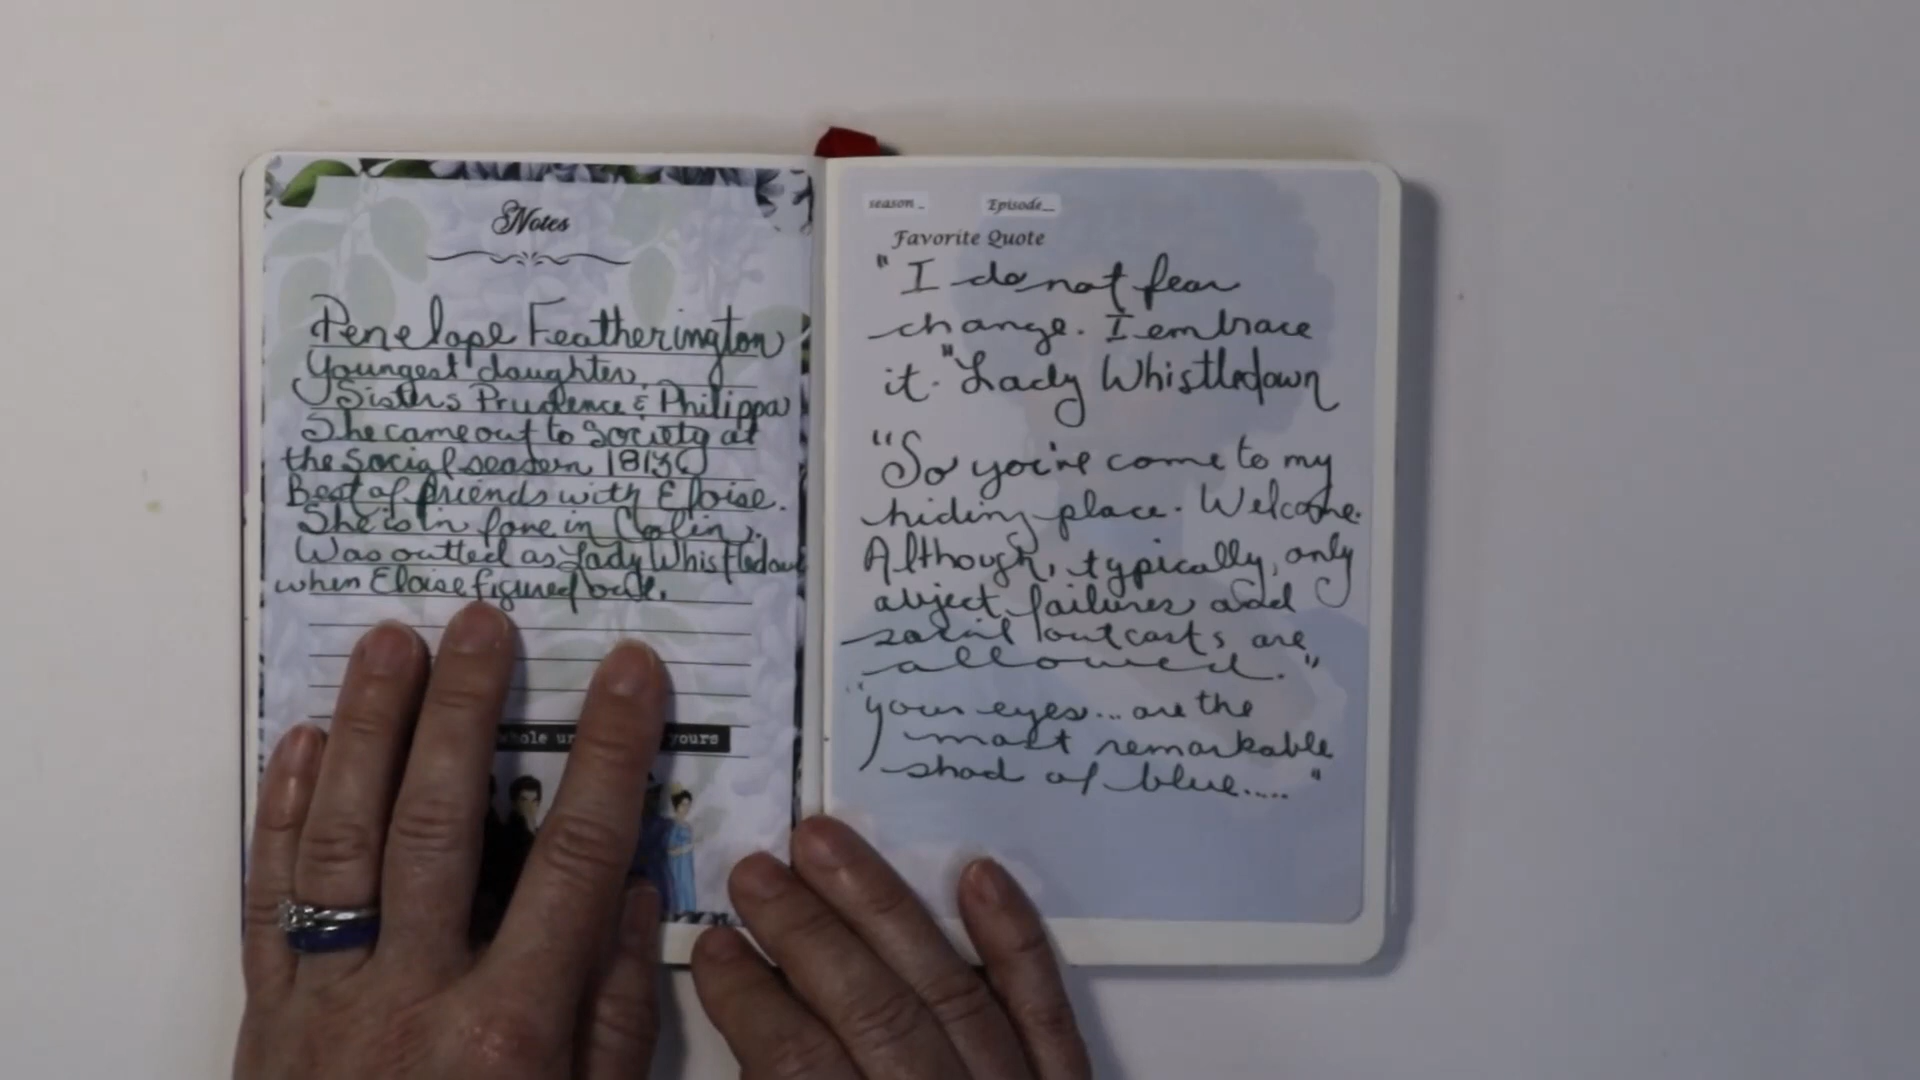 Notes
Penelope Featherington
Youngest daughter.
Sisters Prudence & Philippa
She came out to Society at
the Social season 1813
Best of friends with Eloise.
She is in love in Colin.
Was outted as Lady Whistledown
when Eloise figured out.
whole un
yours
season _
Episode_
Favorite Quote
"I do not fear
change. I embrace
it." Lady Whistledown
"So you're come to my
hiding place. Welcome.
Although, typically, only
abject failures and
social outcasts are
allowed."
"your eyes... are the
most remarkable
shad of blue....."